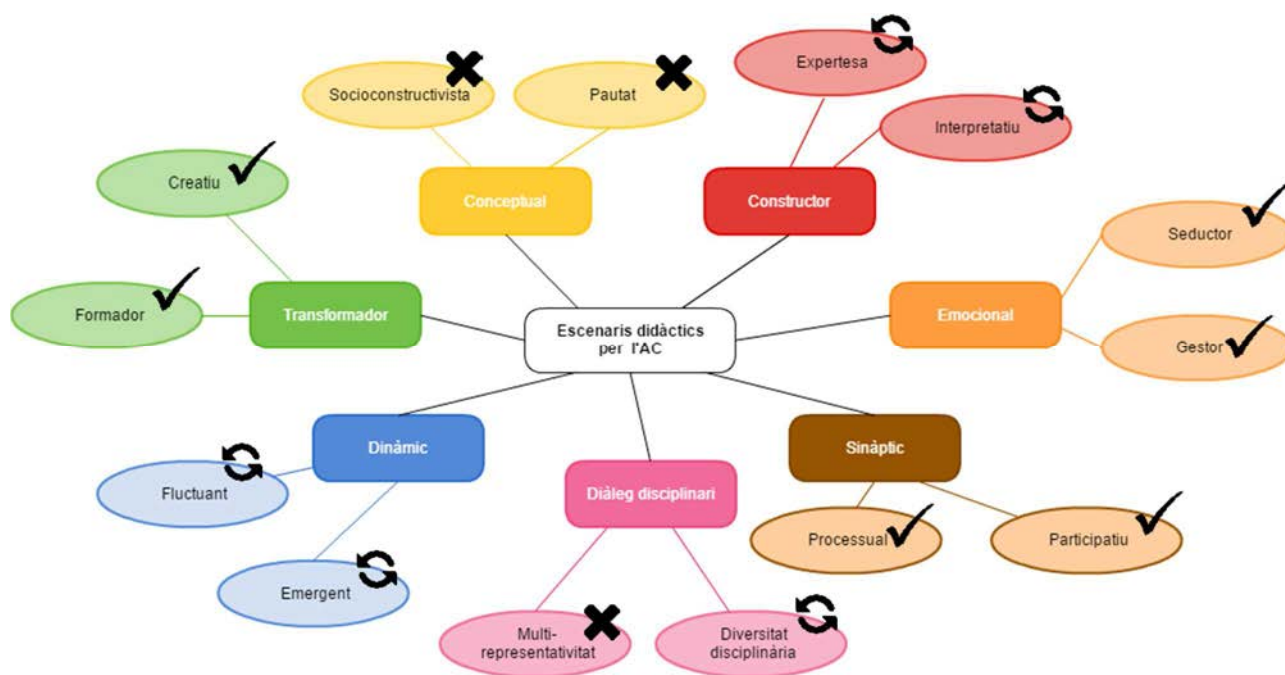 Expertesa
Socioconstructivista
Pautat
Interpretatiu
Creatiu
Conceptual
Constructor
Seductor
Formador
Transformador
Escenaris didàctics
per l'AC
Emocional
Gestor
Dinàmic
Sinàptic
Fluctuant
Diàleg disciplinari
Processual
Participatiu
Emergent
Multi-
representativitat
Diversitat
disciplinària